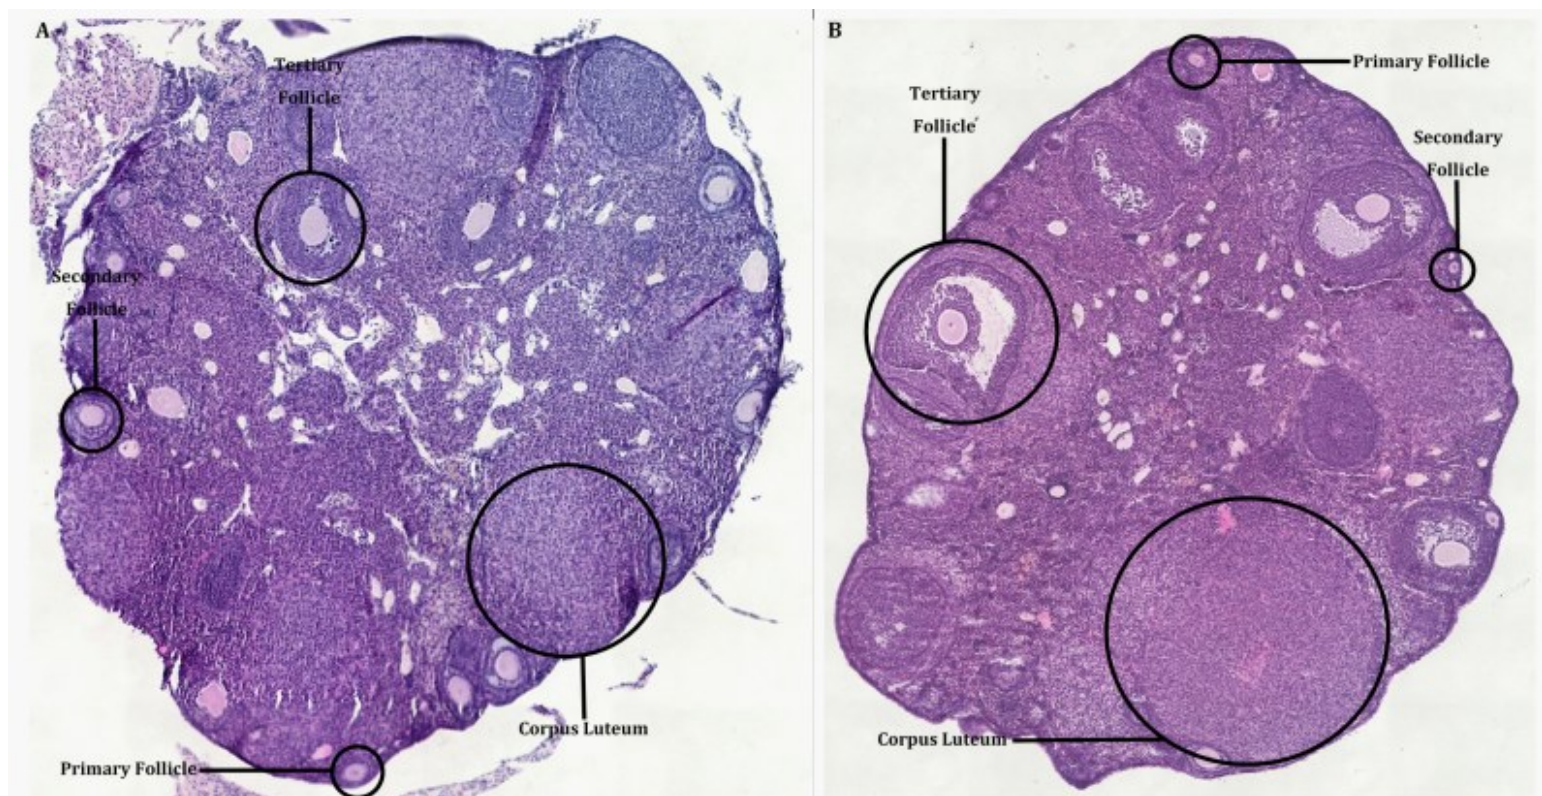 A
Tertiary
Follicle
Secondary
Follicle
Corpus Luteum
Primary Follicle
B
Primary Follicle
Tertiary
Follicle
Secondary
Follicle
Corpus Luteum